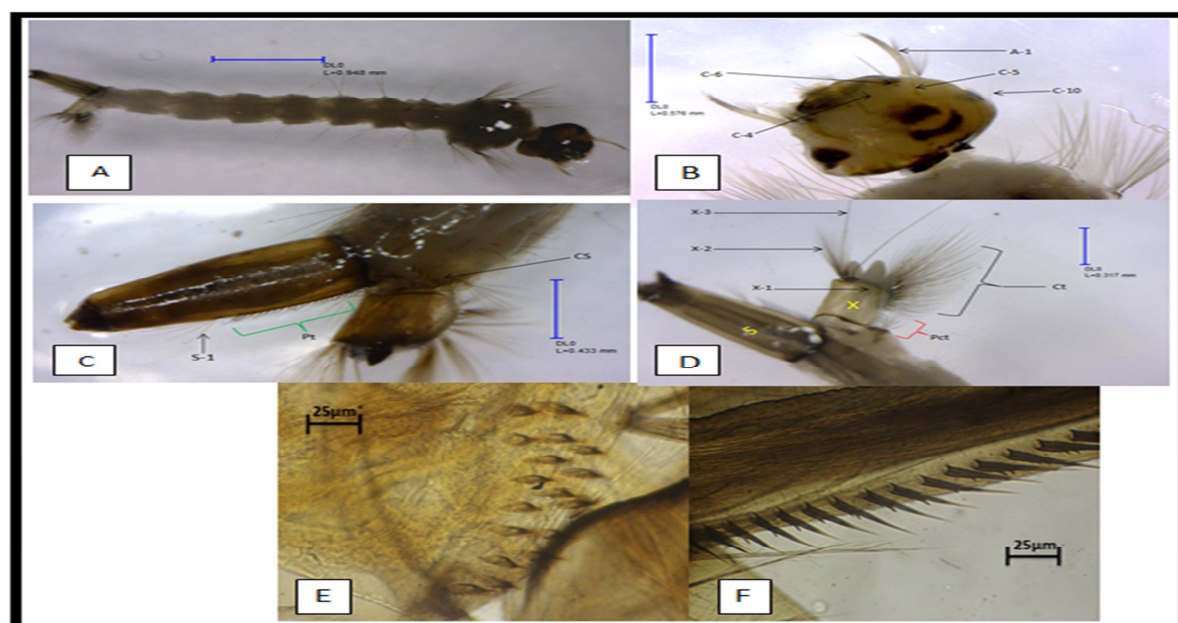 DL0
L=0.948 mm
A
A-1
C-6
C-5
C-10
DL0
L=0.576 mm
C-4
B
CS
Pt
S-1
DL0
L=0.433 mm
C
X-3
X-2
X-1
X
S
DL0
L=0.317 mm
Ct
Pct
D
25µm
E
25µm
F